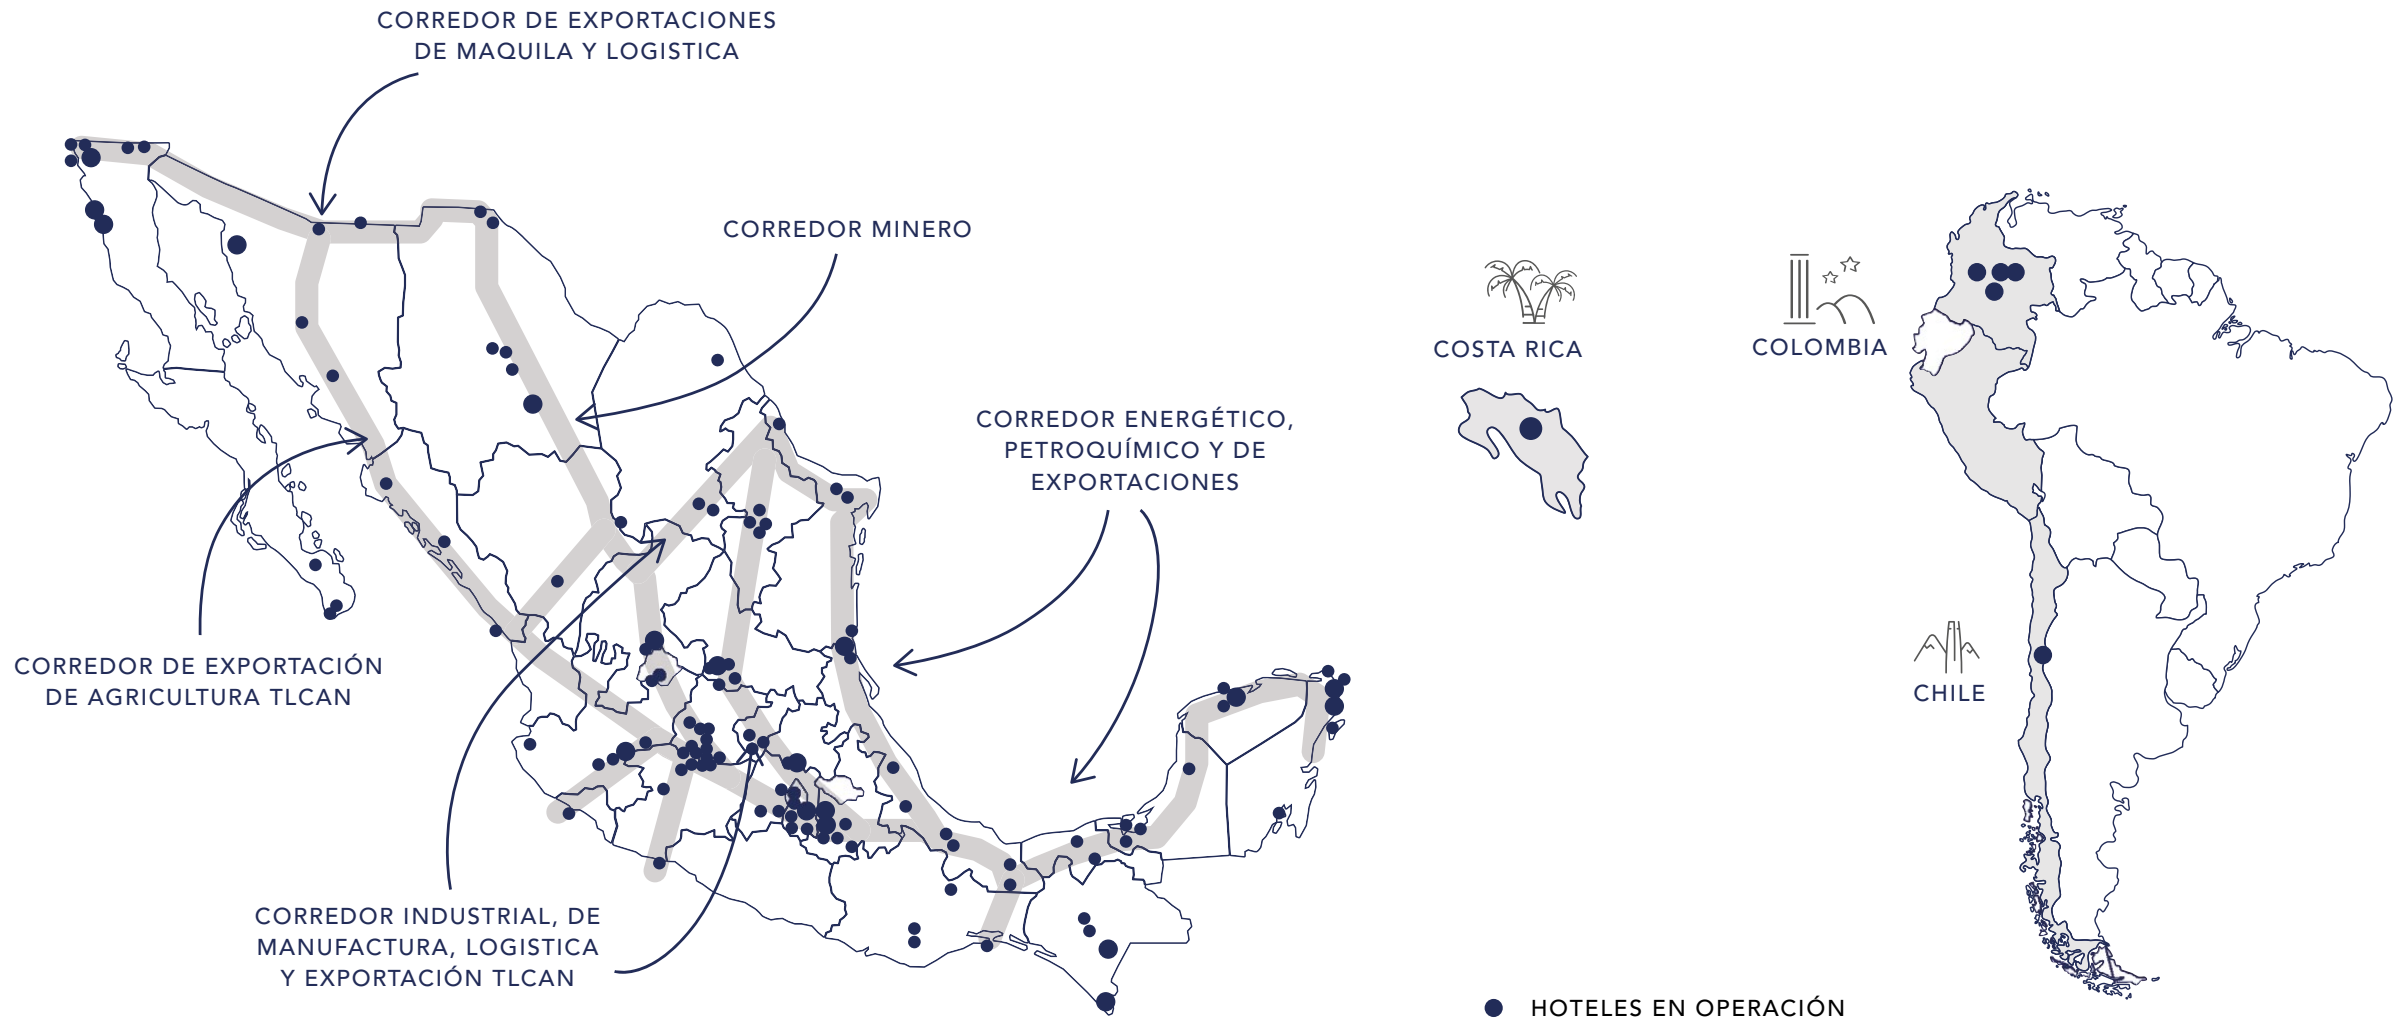 CORREDOR DE EXPORTACIONES
DE MAQUILA Y LOGISTICA
CORREDOR MINERO
CORREDOR ENERGÉTICO,
PETROQUÍMICO Y DE
EXPORTACIONES
COSTA RICA
COLOMBIA
CHILE
CORREDOR DE EXPORTACIÓN
DE AGRICULTURA TLCAN
CORREDOR INDUSTRIAL, DE
MANUFACTURA, LOGISTICA
Y EXPORTACIÓN TLCAN
HOTELES EN OPERACIÓN